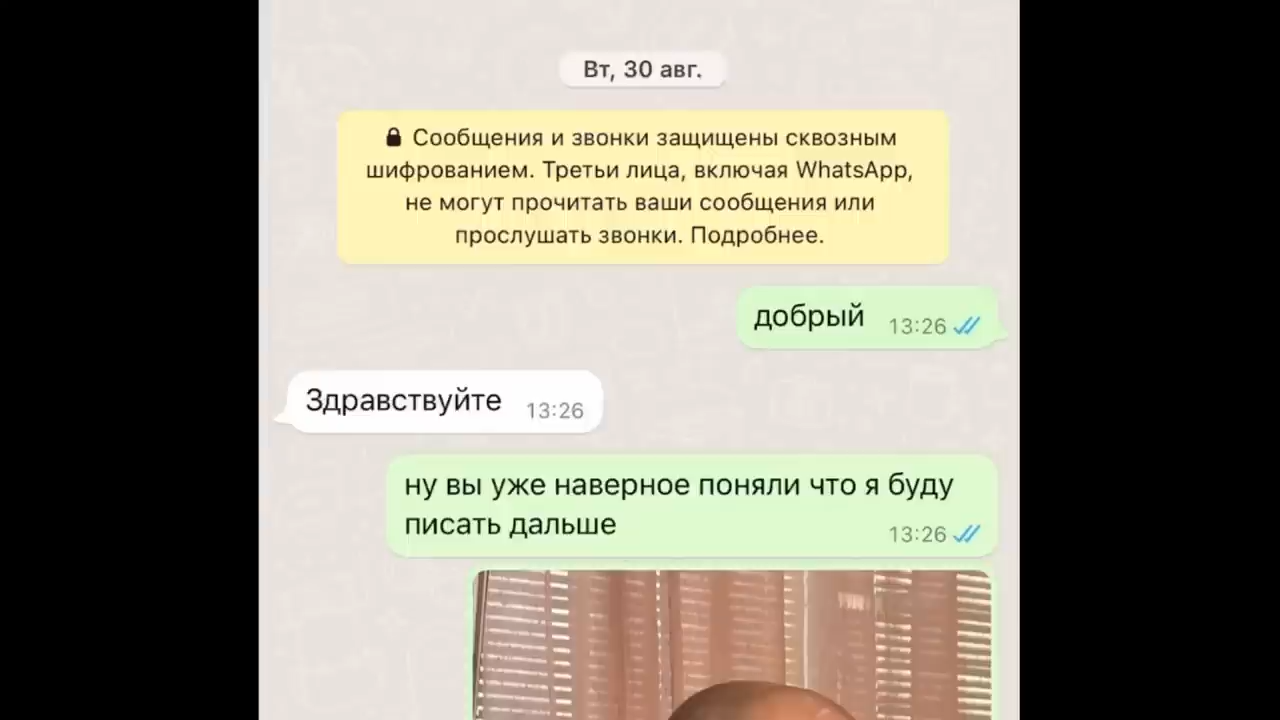 Вт, 30 авг.
Сообщения и звонки защищены сквозным
шифрованием. Третьи лица, включая WhatsApp,
не могут прочитать ваши сообщения или
прослушать звонки. Подробнее.
добрый 13:26
Здравствуйте 13:26
ну вы уже наверное поняли что я буду
писать дальше 13:26